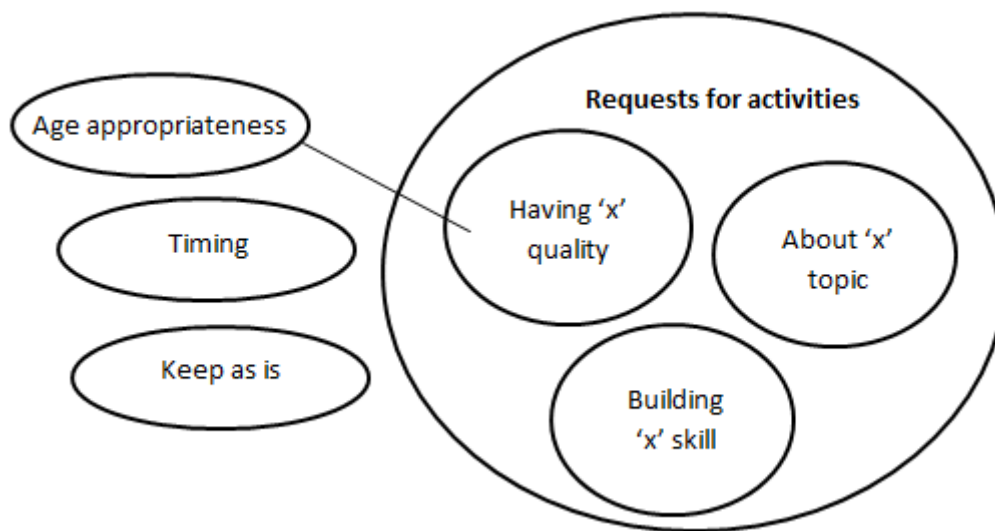 Requests for activities
Age appropriateness
Having ‘x’
quality
About ‘x’
topic
Timing
Keep as is
Building
‘x’ skill